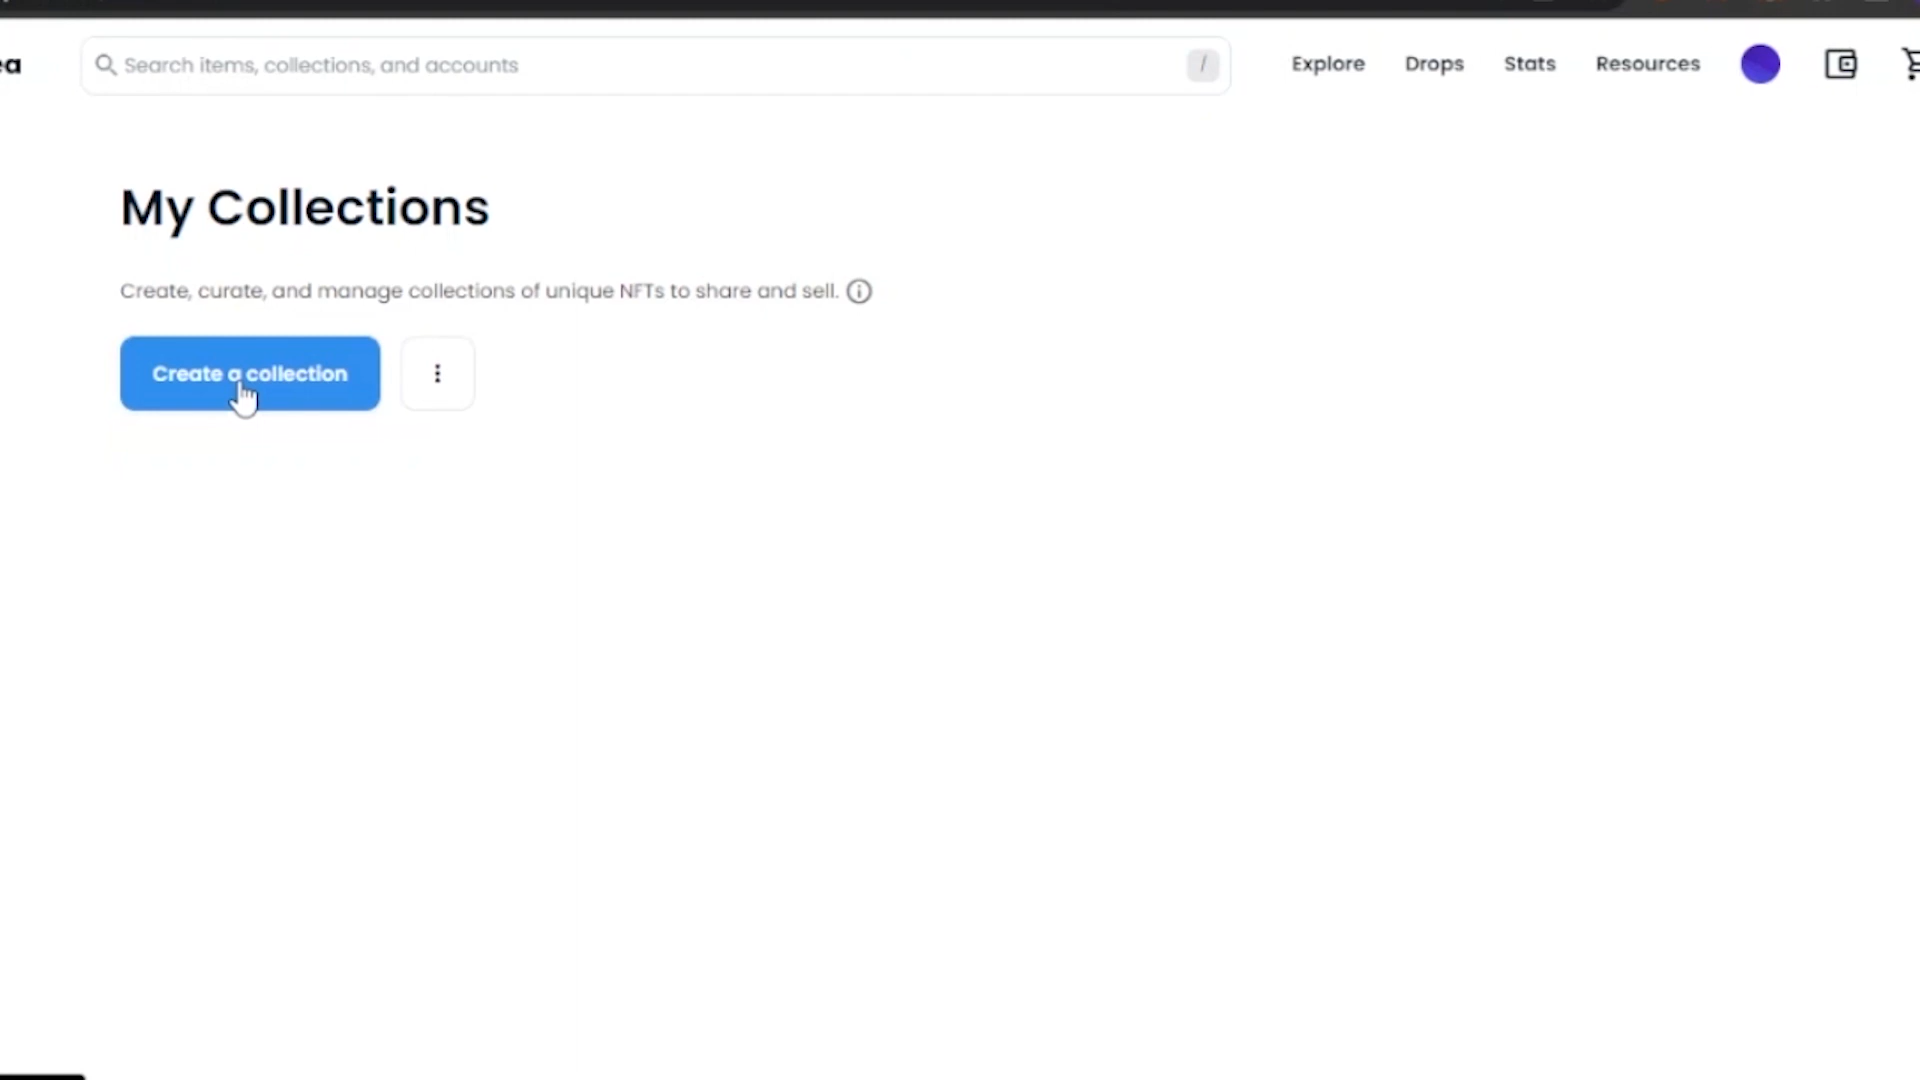 ea
Search items, collections, and accounts
/
Explore
Drops
Stats
Resources
My Collections
Create, curate, and manage collections of unique NFTs to share and sell.
Create a collection